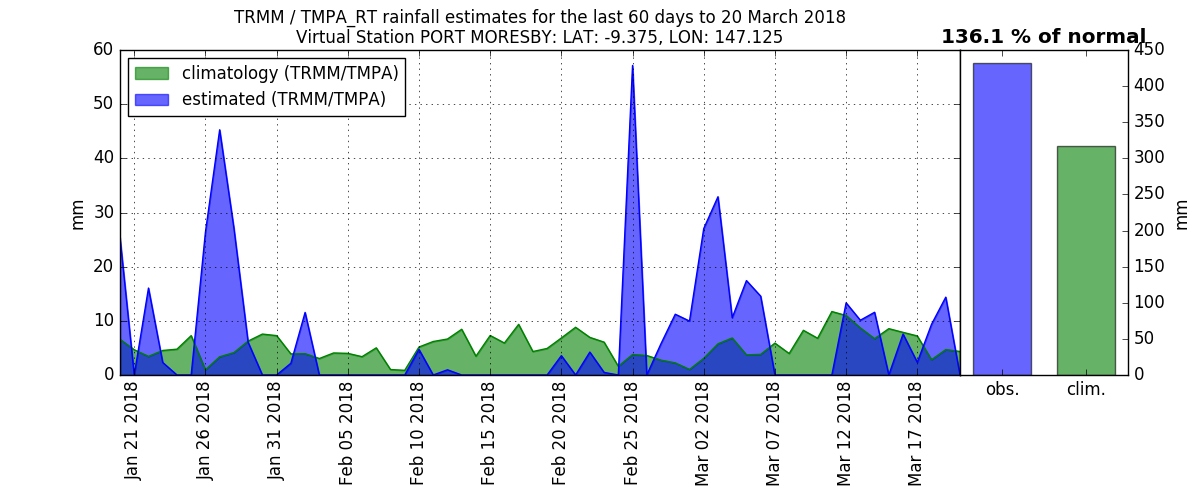 TRMM / TMPA_RT rainfall estimates for the last 60 days to 20 March 2018
Virtual Station PORT MORESBY: LAT: -9.375, LON: 147.125
136.1 % of normal
climatology (TRMM/TMPA)
estimated (TRMM/TMPA)
60
50
40
30
20
10
0
mm
Jan 21 2018
Jan 26 2018
Jan 31 2018
Feb 05 2018
Feb 10 2018
Feb 15 2018
Feb 20 2018
Feb 25 2018
Mar 02 2018
Mar 07 2018
Mar 12 2018
Mar 17 2018
450
400
350
300
250
200
150
100
50
0
mm
obs.
clim.